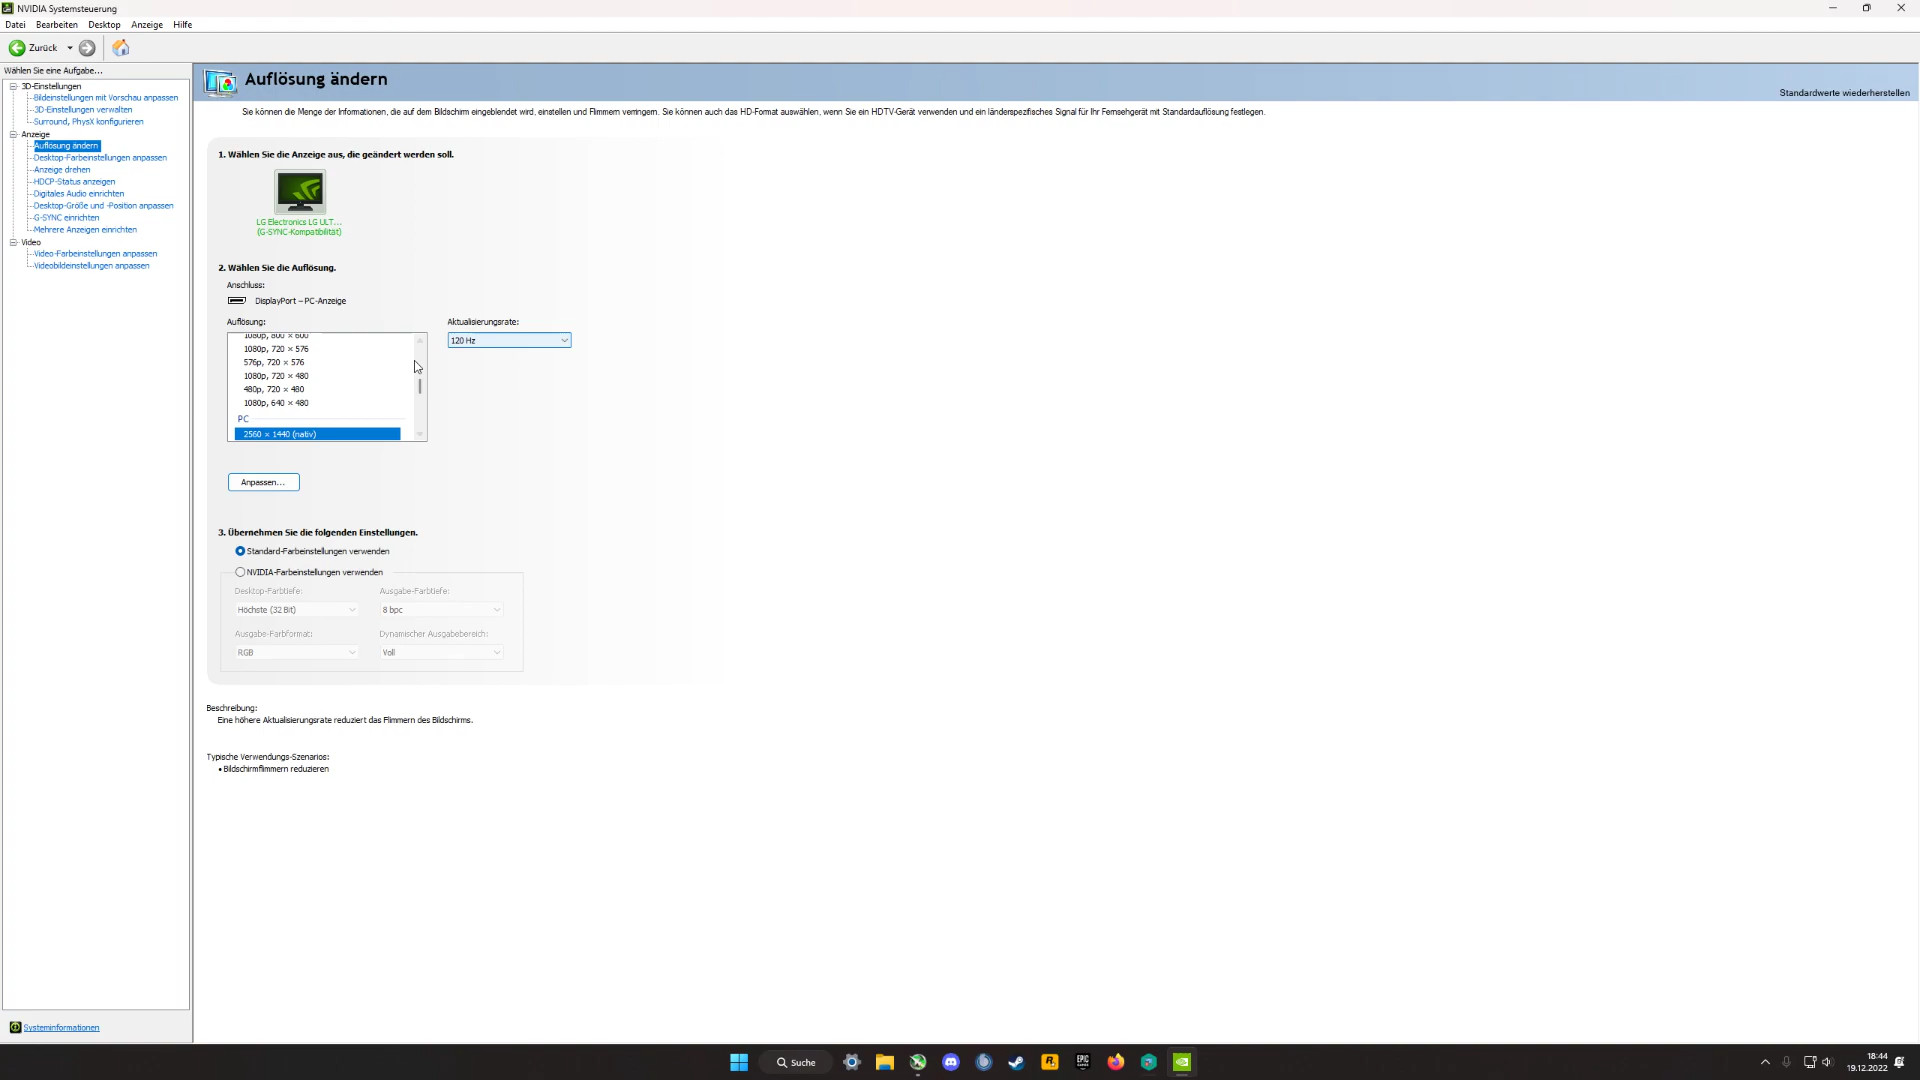 NVIDIA Systemsteuerung
Datei Bearbeiten Desktop Anzeige Hilfe
Zurück
Wählen Sie eine Aufgabe...
3D-Einstellungen
Bildeinstellungen mit Vorschau anpassen
3D-Einstellungen verwalten
Surround, PhysX konfigurieren
Anzeige
Auflösung ändern
Desktop-Farbeinstellungen anpassen
Anzeige drehen
HDCP-Status anzeigen
Digitales Audio einrichten
Desktop-Größe und -Position anpassen
G-SYNC einrichten
Mehrere Anzeigen einrichten
Video
Video-Farbeinstellungen anpassen
Videobildeinstellungen anpassen
Systeminformationen
Auflösung ändern
Standardwerte wiederherstellen
Sie können die Menge der Informationen, die auf dem Bildschirm eingeblendet wird, einstellen und Flimmern verringern. Sie können auch das HD-Format auswählen, wenn Sie ein HDTV-Gerät verwenden und ein länderspezifisches Signal für Ihr Fernsehgerät mit Standardauflösung festlegen.
1. Wählen Sie die Anzeige aus, die geändert werden soll.
LG Electronics LG ULT...
(G-SYNC-Kompatibilität)
2. Wählen Sie die Auflösung.
Anschluss:
DisplayPort – PC-Anzeige
Auflösung:
Aktualisierungsrate:
120 Hz
1080p, 800 × 600
1080p, 720 × 576
576p, 720 × 576
1080p, 720 × 480
480p, 720 × 480
1080p, 640 × 480
PC
2560 × 1440 (nativ)
Anpassen...
3. Übernehmen Sie die folgenden Einstellungen.
Standard-Farbeinstellungen verwenden
NVIDIA-Farbeinstellungen verwenden
Desktop-Farbtiefe: Ausgabe-Farbtiefe:
Höchste (32 Bit) 8 bpc
Ausgabe-Farbformat: Dynamischer Ausgabebereich:
RGB Voll
Beschreibung:
Eine höhere Aktualisierungsrate reduziert das Flimmern des Bildschirms.
Typische Verwendungs-Szenarios:
• Bildschirmflimmern reduzieren
Suche
R
EPIC
GAMES
18:44
19.12.2022